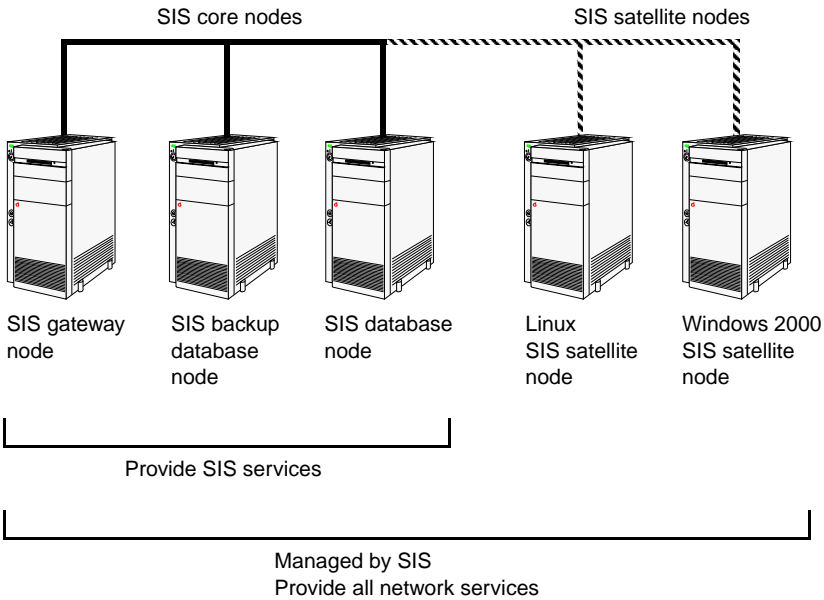 SIS core nodes
SIS satellite nodes
SIS gateway
node
SIS backup
database
node
SIS database
node
Linux
SIS satellite
node
Windows 2000
SIS satellite
node
Provide SIS services
Managed by SIS
Provide all network services